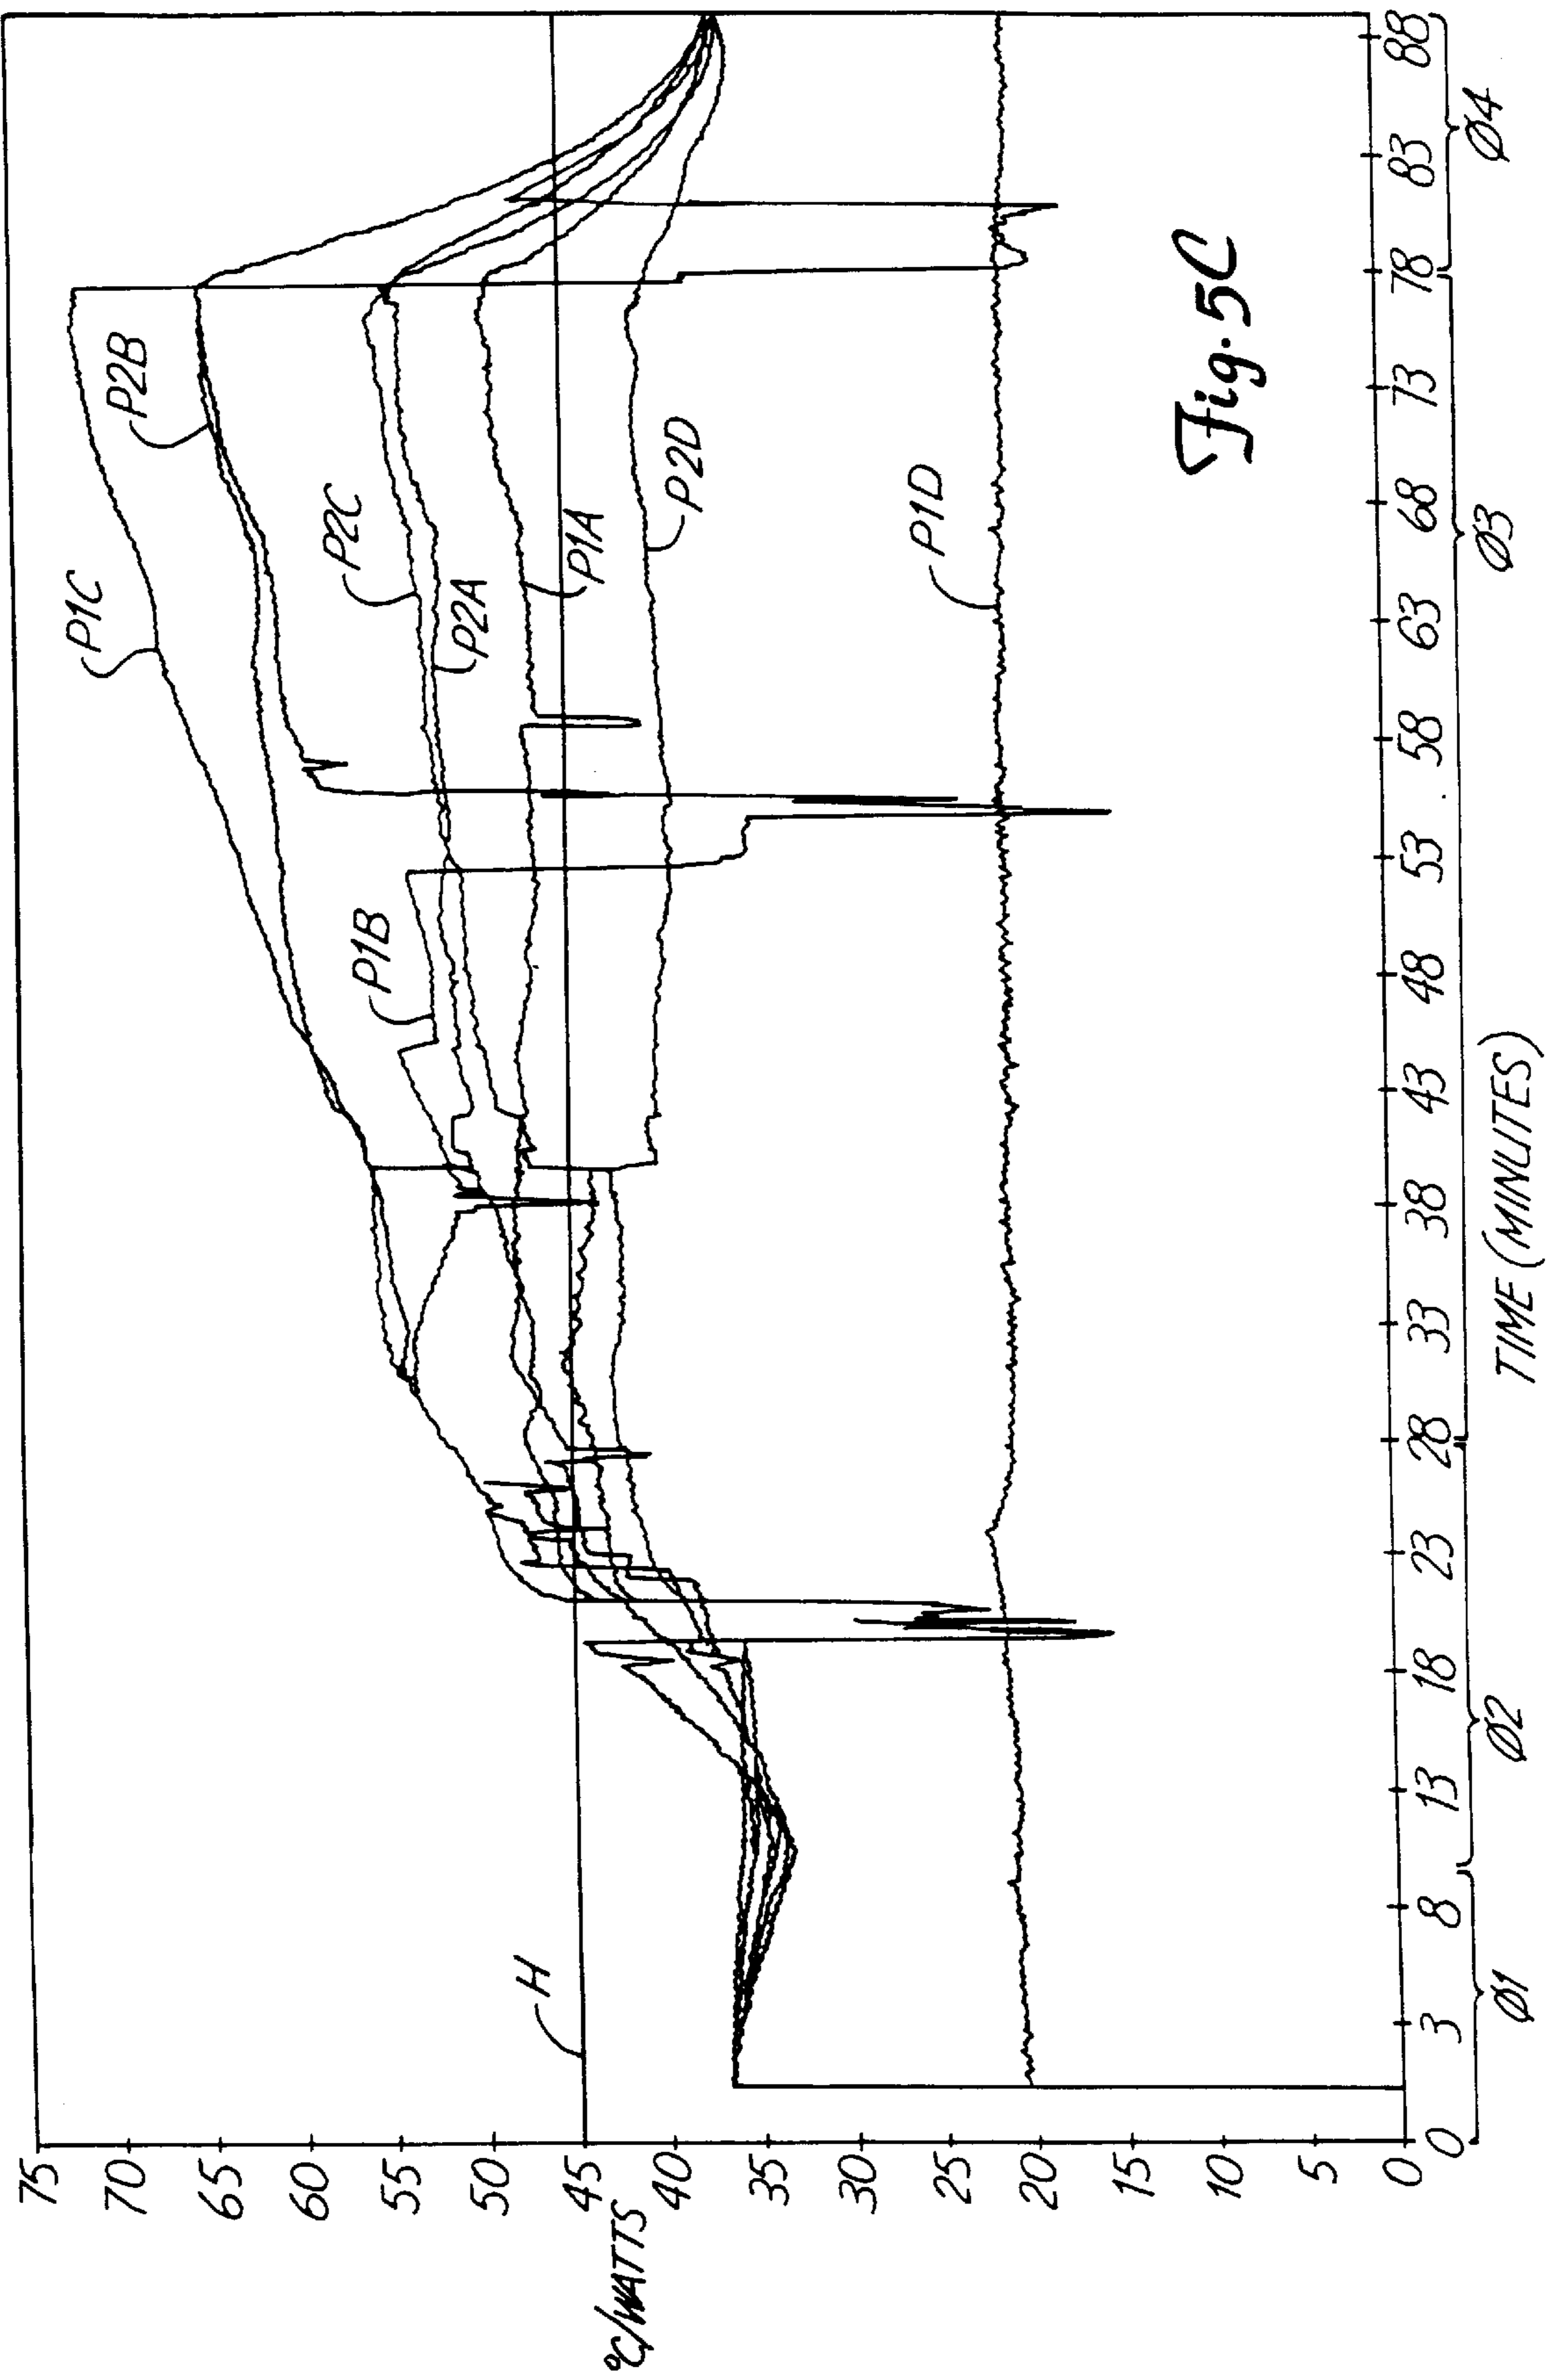 75
70
65
60
55
50
45
40
35
30
25
20
15
10
5
0
°C/WATTS
H
P1C
P2B
P2C
P2A
P1B
P1A
P2D
P1D
0 3 8 13 18 23 28 33 38 43 48 53 58 63 68 73 78 83 88
Ø1 Ø2 Ø3 Ø4
TIME (MINUTES)
Fig. 5C